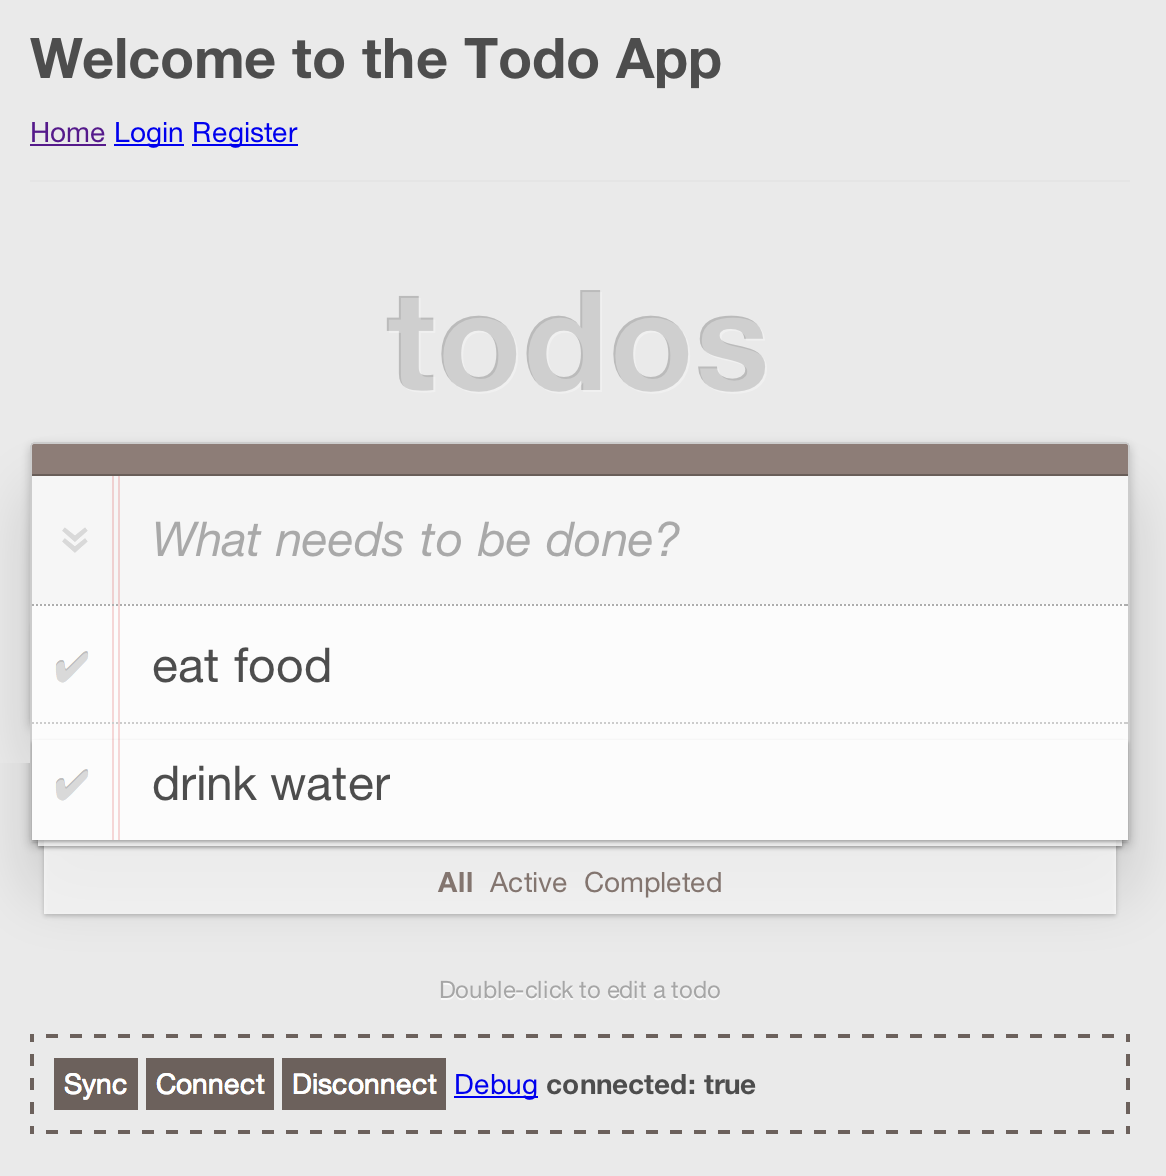 Welcome to the Todo App
Home Login Register
todos
What needs to be done?
eat food
drink water
All Active Completed
Double-click to edit a todo
Sync Connect Disconnect Debug connected: true